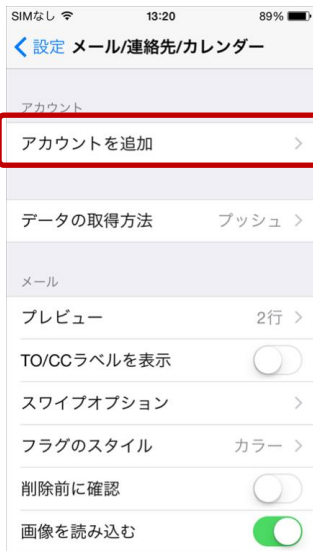 SIMなし 13:20 89%
設定 メール/連絡先/カレンダー
アカウント
アカウントを追加
データの取得方法 プッシュ
メール
プレビュー 2行
TO/CCラベルを表示
スワイプオプション
フラグのスタイル カラー
削除前に確認
画像を読み込む